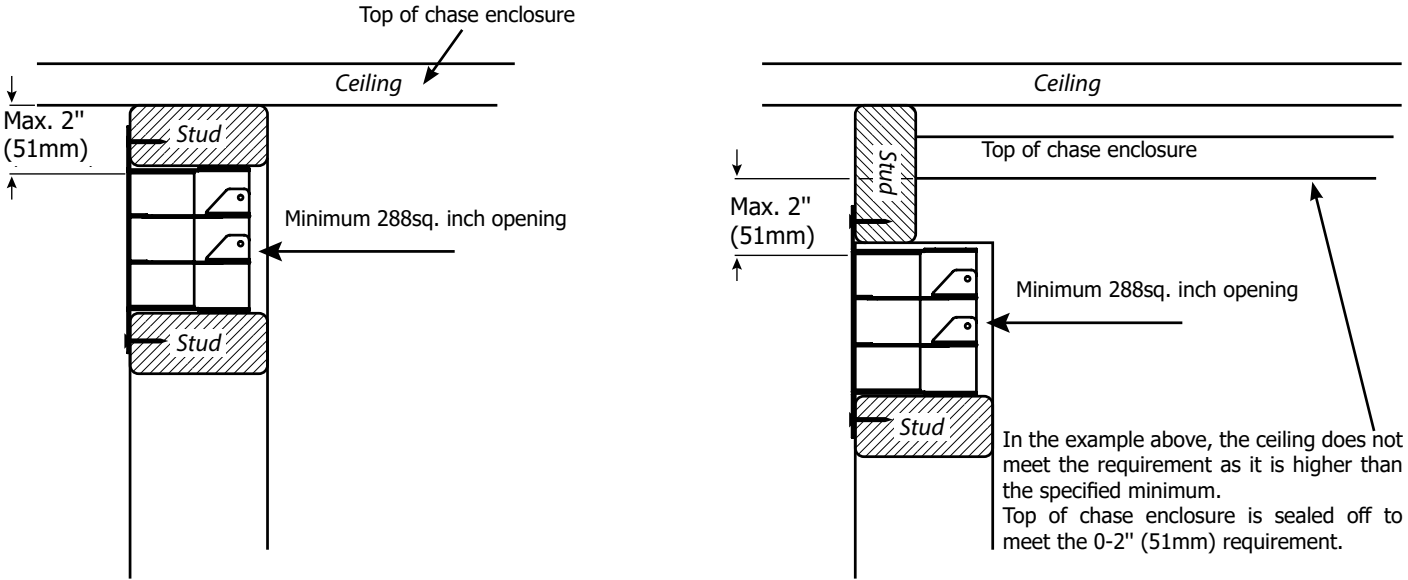 Top of chase enclosure
Ceiling
Max. 2"
(51mm)
Stud
Minimum 288sq. inch opening
Stud
Ceiling
Top of chase enclosure
Stud
Max. 2"
(51mm)
Minimum 288sq. inch opening
Stud
In the example above, the ceiling does not
meet the requirement as it is higher than
the specified minimum.
Top of chase enclosure is sealed off to
meet the 0-2" (51mm) requirement.